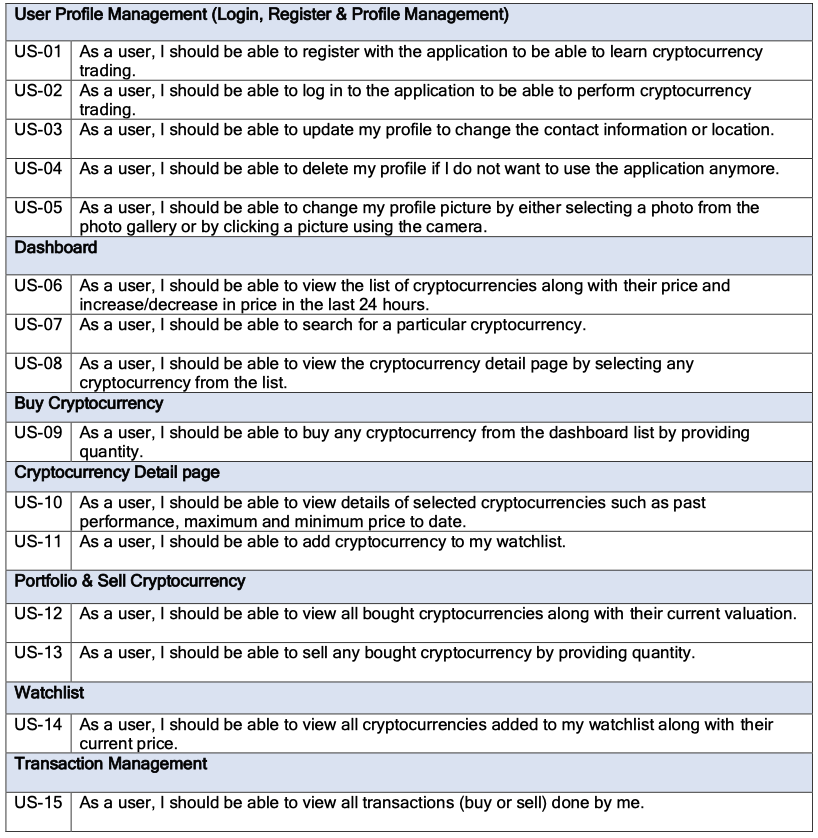 User Profile Management (Login, Register & Profile Management)
US-01 As a user, I should be able to register with the application to be able to learn cryptocurrency
trading.
US-02 As a user, I should be able to log in to the application to be able to perform cryptocurrency
trading.
US-03 As a user, I should be able to update my profile to change the contact information or location.
US-04 As a user, I should be able to delete my profile if I do not want to use the application anymore.
US-05 As a user, I should be able to change my profile picture by either selecting a photo from the
photo gallery or by clicking a picture using the camera.
Dashboard
US-06 As a user, I should be able to view the list of cryptocurrencies along with their price and
increase/decrease in price in the last 24 hours.
US-07 As a user, I should be able to search for a particular cryptocurrency.
US-08 As a user, I should be able to view the cryptocurrency detail page by selecting any
cryptocurrency from the list.
Buy Cryptocurrency
US-09 As a user, I should be able to buy any cryptocurrency from the dashboard list by providing
quantity.
Cryptocurrency Detail page
US-10 As a user, I should be able to view details of selected cryptocurrencies such as past
performance, maximum and minimum price to date.
US-11 As a user, I should be able to add cryptocurrency to my watchlist.
Portfolio & Sell Cryptocurrency
US-12 As a user, I should be able to view all bought cryptocurrencies along with their current valuation.
US-13 As a user, I should be able to sell any bought cryptocurrency by providing quantity.
Watchlist
US-14 As a user, I should be able to view all cryptocurrencies added to my watchlist along with their
current price.
Transaction Management
US-15 As a user, I should be able to view all transactions (buy or sell) done by me.